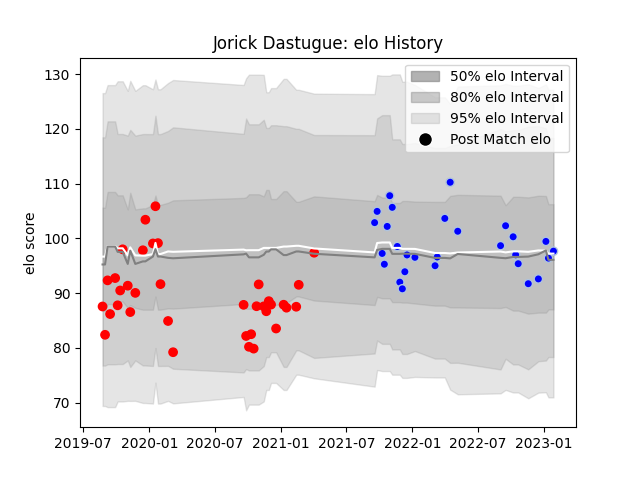 Jorick Dastugue: elo History
elo score
130
120
110
100
90
80
70
50% elo Interval
80% elo Interval
95% elo Interval
Post Match elo
2019-07
2020-01
2020-07
2021-01
2021-07
2022-01
2022-07
2023-01